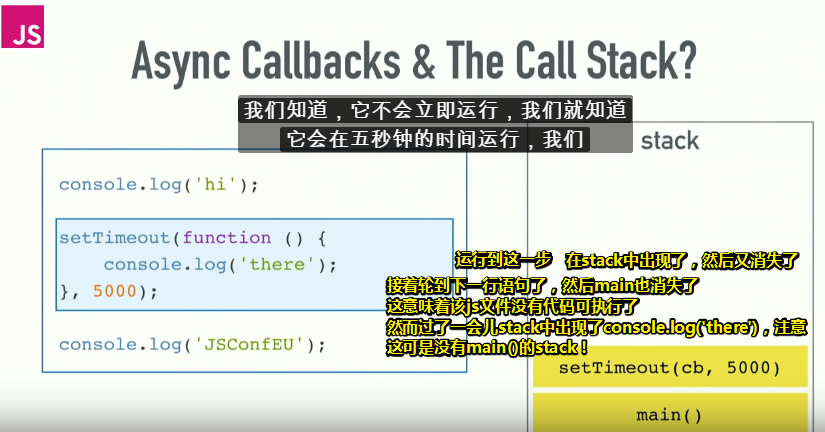 JS
Async Callbacks & The Call Stack?
我们知道，它不会立即运行，我们就知道
它会在五秒钟的时间运行，我们
stack
console.log('hi');
setTimeout(function () {
console.log('there');
}, 5000);
console.log('JSConfEU');
运行到这一步 在stack中出现了，然后又消失了
接着轮到下一行语句了，然后main也消失了
这意味着该js文件没有代码可执行了
然而过了一会儿stack中出现了console.log('there')，注意
这可是没有main()的stack！
setTimeout(cb, 5000)
main()